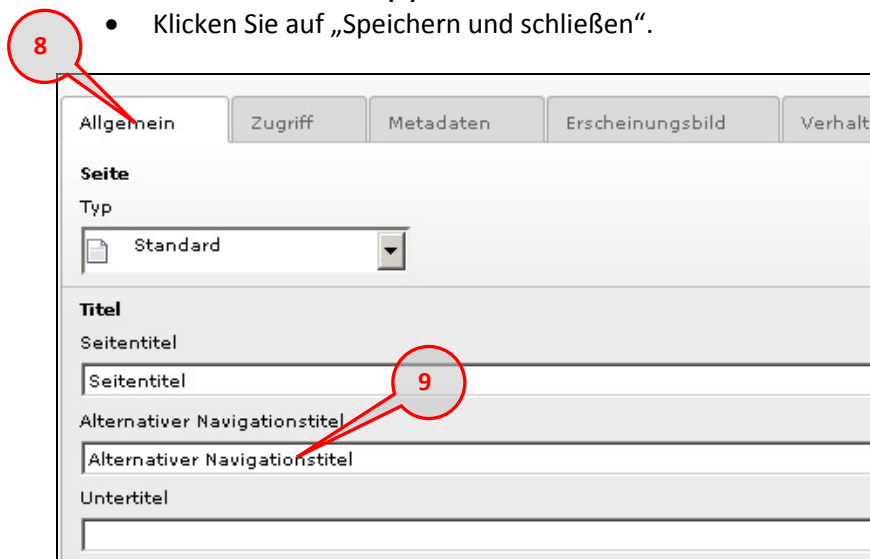 • Klicken Sie auf „Speichern und schließen“.
8
Allgemein Zugriff Metadaten Erscheinungsbild Verhalt
Seite
Typ
Standard
Titel
Seitentitel
Seitentitel
9
Alternativer Navigationstitel
Alternativer Navigationstitel
Untertitel